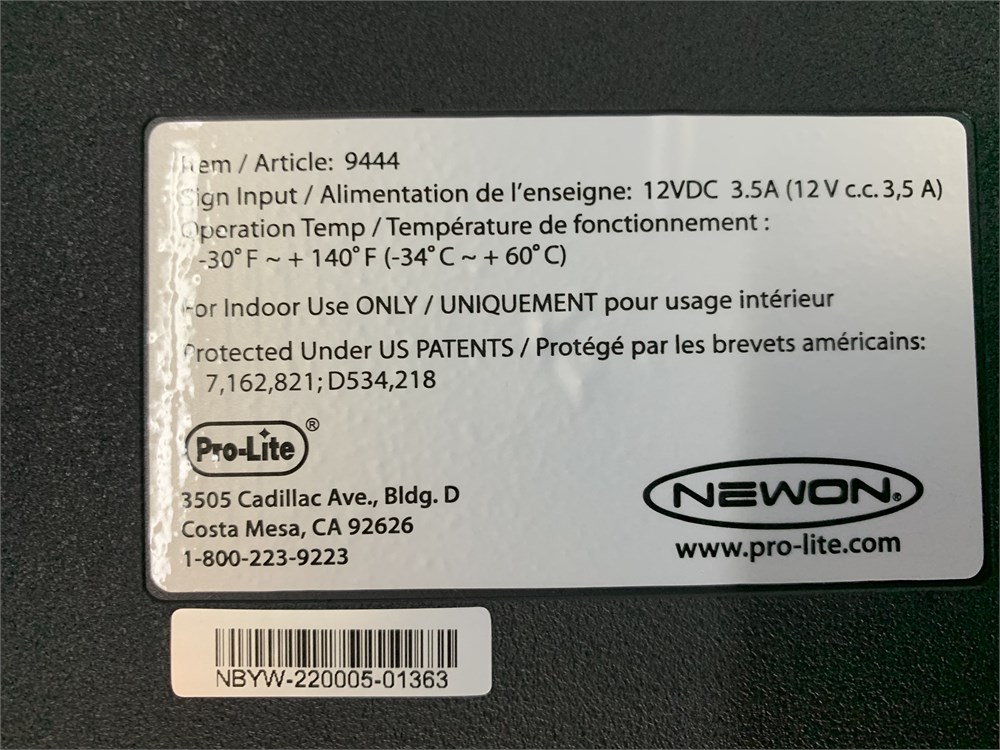 Item / Article: 9444
Sign Input / Alimentation de l'enseigne: 12VDC 3.5A (12 V c.c. 3,5 A)
Operation Temp / Température de fonctionnement :
-30° F ~ + 140° F (-34° C ~ + 60° C)
For Indoor Use ONLY / UNIQUEMENT pour usage intérieur
Protected Under US PATENTS / Protégé par les brevets américains:
7,162,821; D534,218
Pro-Lite®
3505 Cadillac Ave., Bldg. D
Costa Mesa, CA 92626
1-800-223-9223
NEWON®
www.pro-lite.com
NBYW-220005-01363